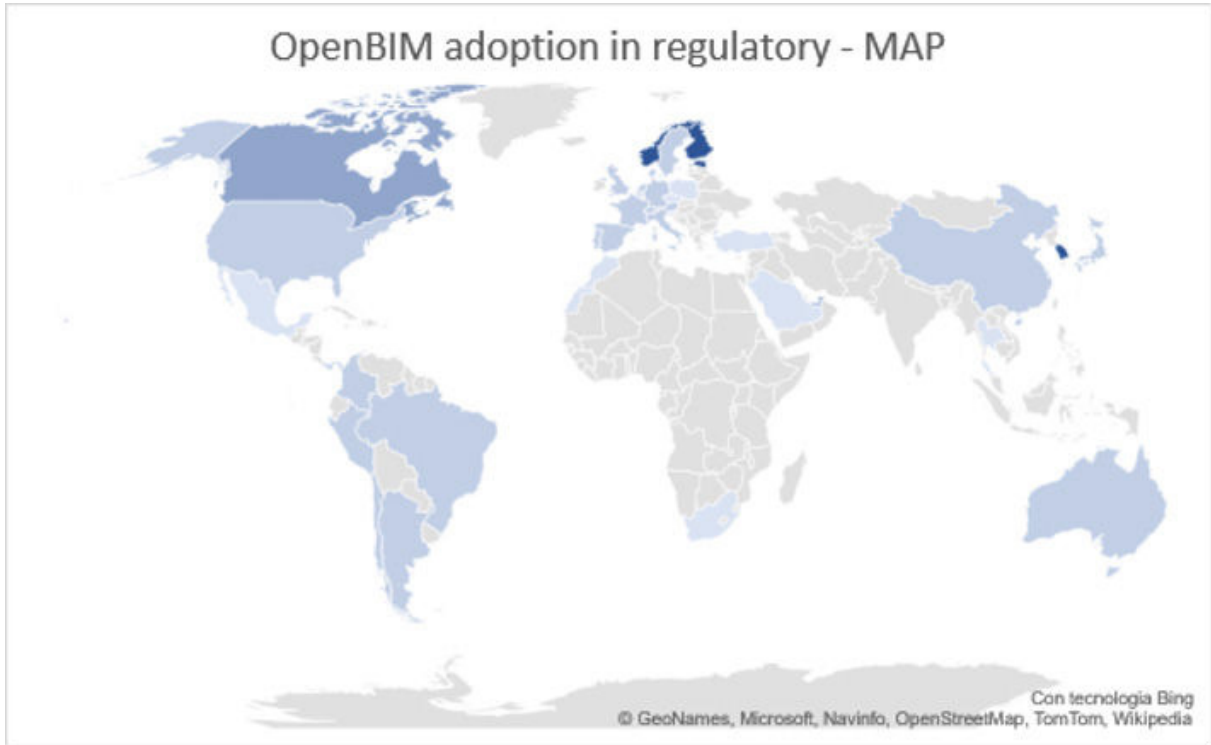 OpenBIM adoption in regulatory - MAP
Con tecnologia Bing
© GeoNames, Microsoft, Navinfo, OpenStreetMap, TomTom, Wikipedia